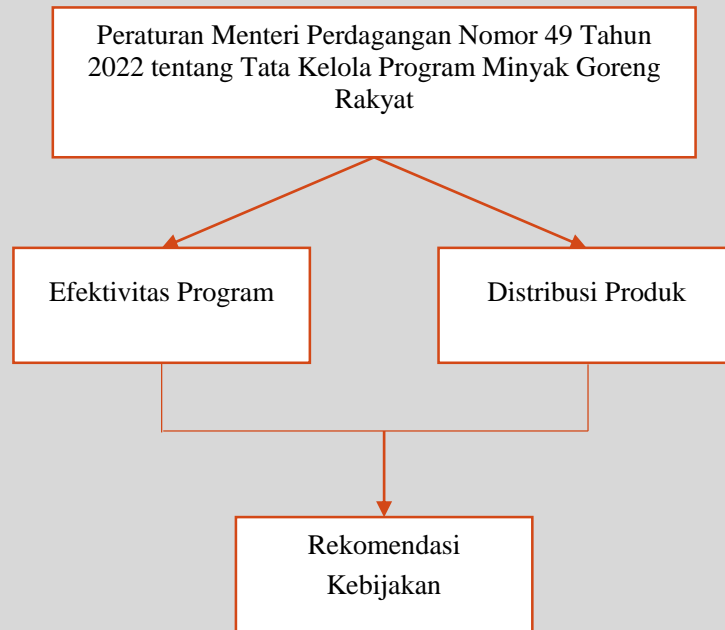 Peraturan Menteri Perdagangan Nomor 49 Tahun
2022 tentang Tata Kelola Program Minyak Goreng
Rakyat
Efektivitas Program
Distribusi Produk
Rekomendasi
Kebijakan